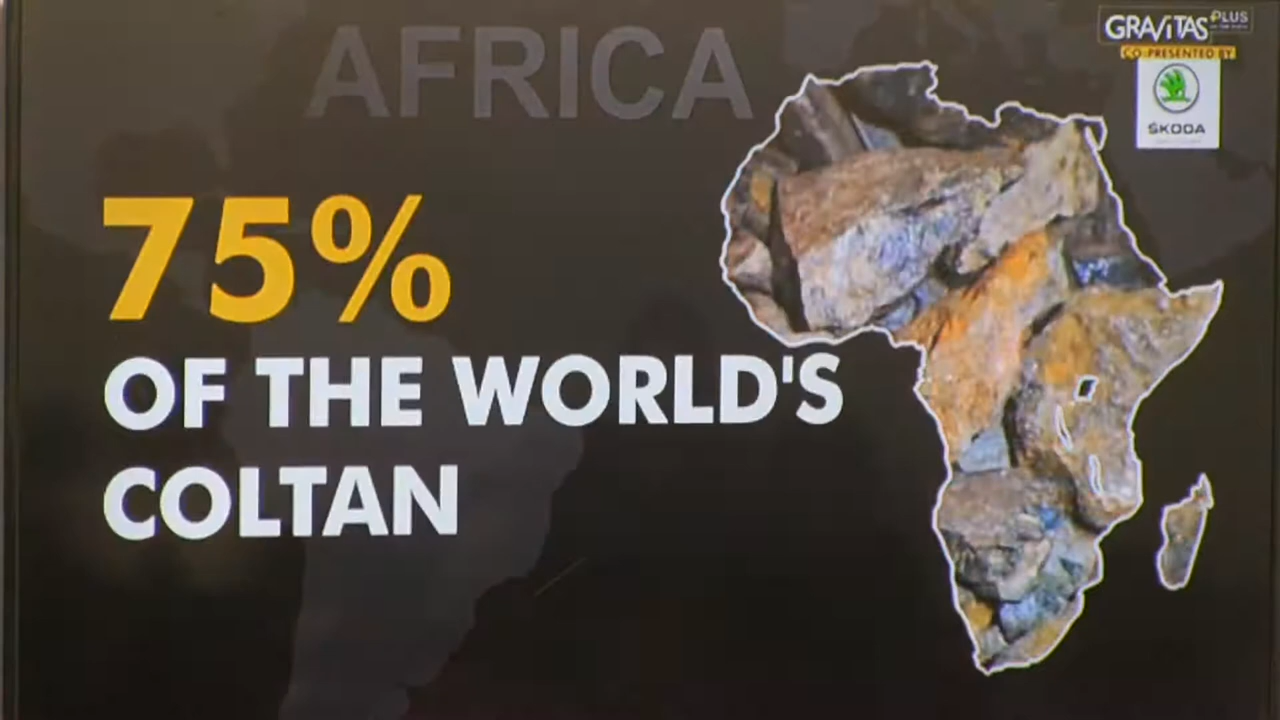 AFRICA
GRAVITAS PLUS
CO-PRESENTED BY
ŠKODA
75%
OF THE WORLD'S
COLTAN